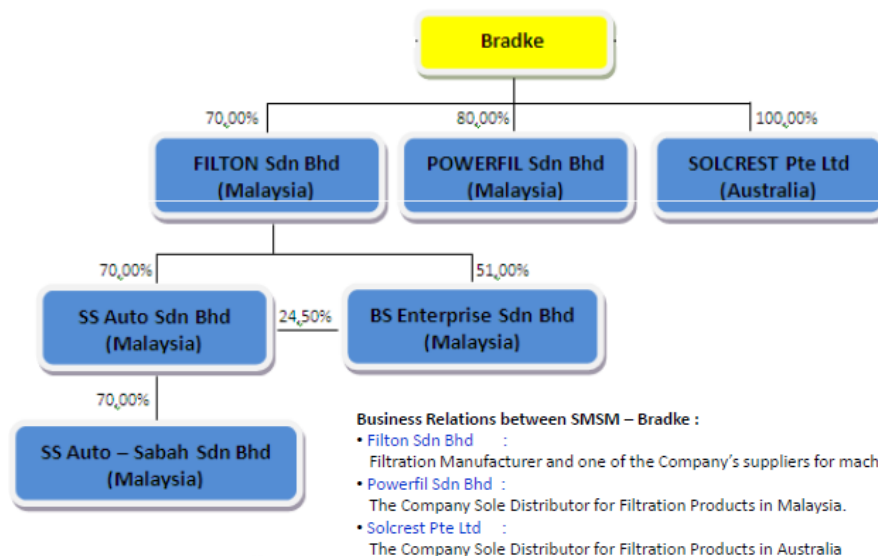 Bradke
70,00%
80,00%
100,00%
FILTON Sdn Bhd
(Malaysia)
POWERFIL Sdn Bhd
(Malaysia)
SOLCREST Pte Ltd
(Australia)
70,00%
51,00%
SS Auto Sdn Bhd
(Malaysia)
24,50%
BS Enterprise Sdn Bhd
(Malaysia)
70,00%
SS Auto – Sabah Sdn Bhd
(Malaysia)
Business Relations between SMSM – Bradke :
• Filton Sdn Bhd :
Filtration Manufacturer and one of the Company's suppliers for mach
• Powerfil Sdn Bhd :
The Company Sole Distributor for Filtration Products in Malaysia.
• Solcrest Pte Ltd :
The Company Sole Distributor for Filtration Products in Australia